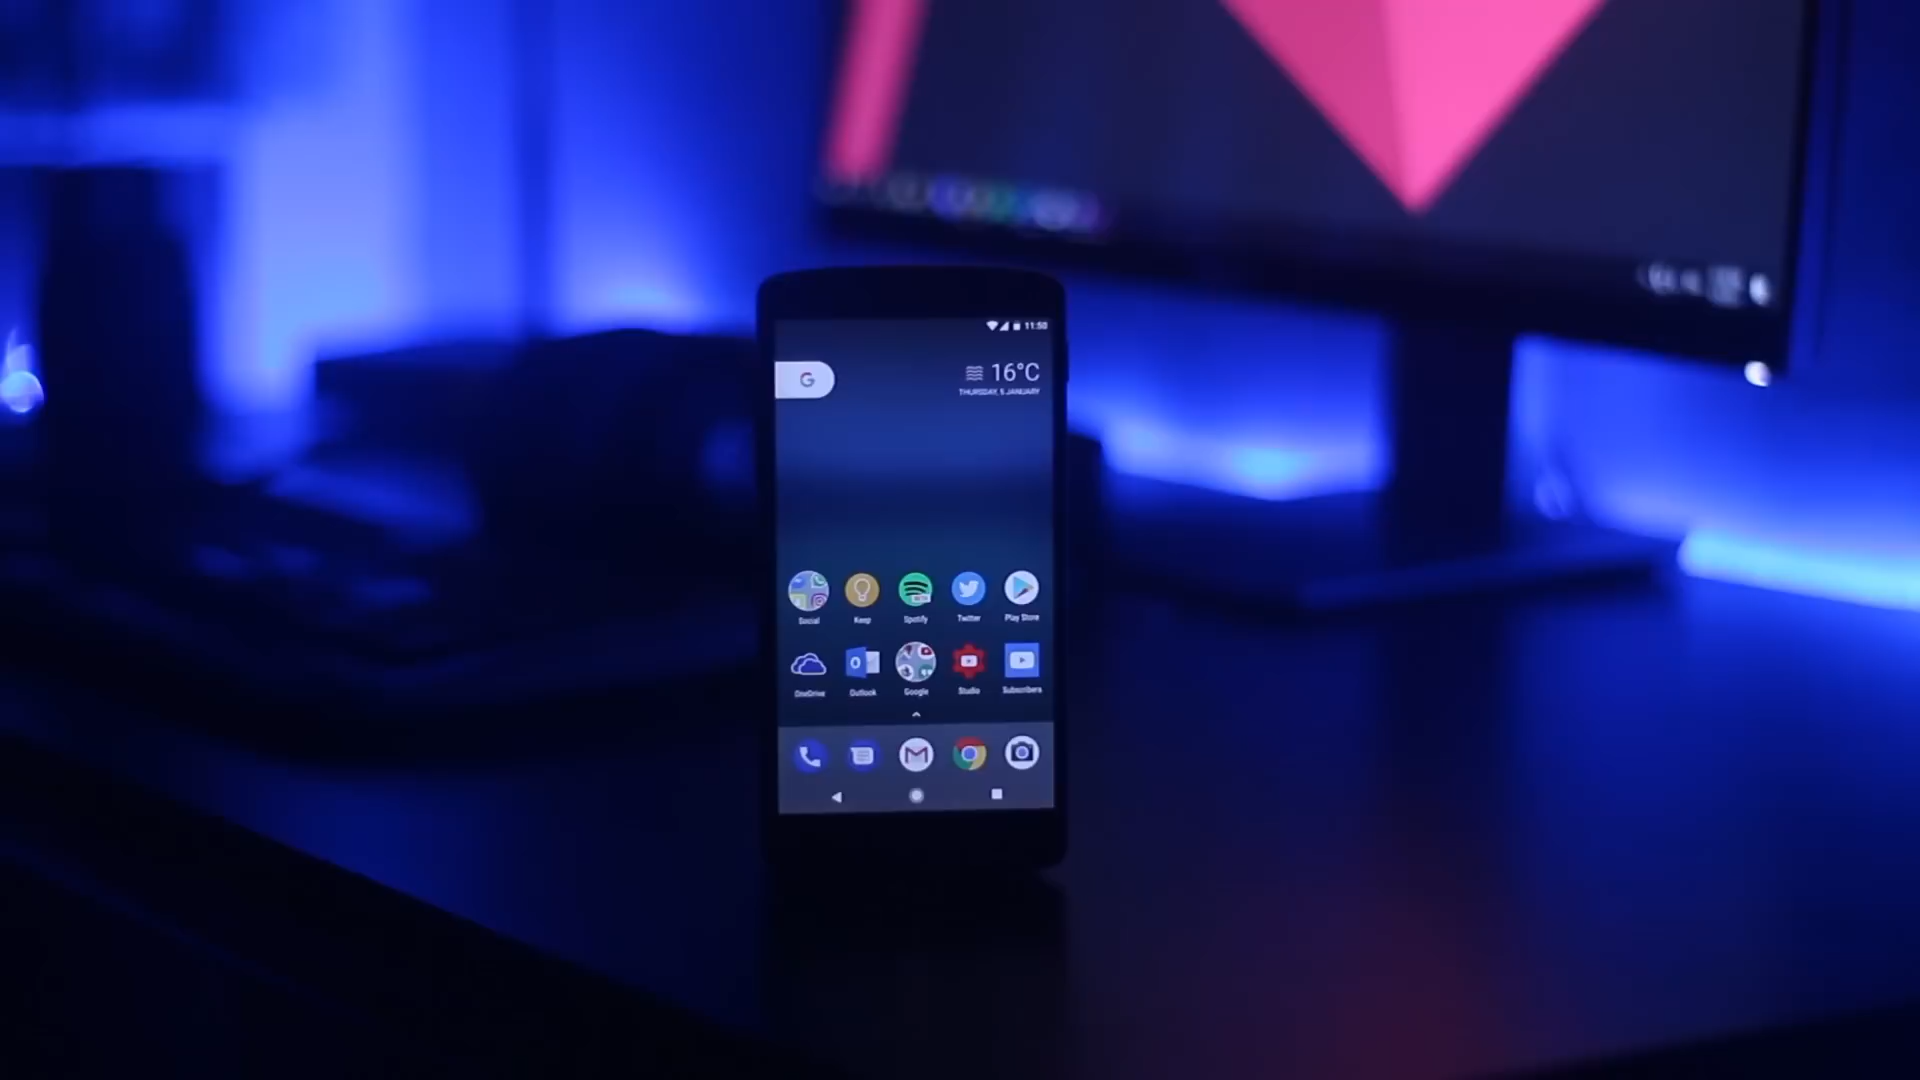 11:50
G
16°C
THURSDAY, 5 JANUARY
Social Keep Spotify Twitter Play Store
OneDrive Outlook Google Studio Subscribers